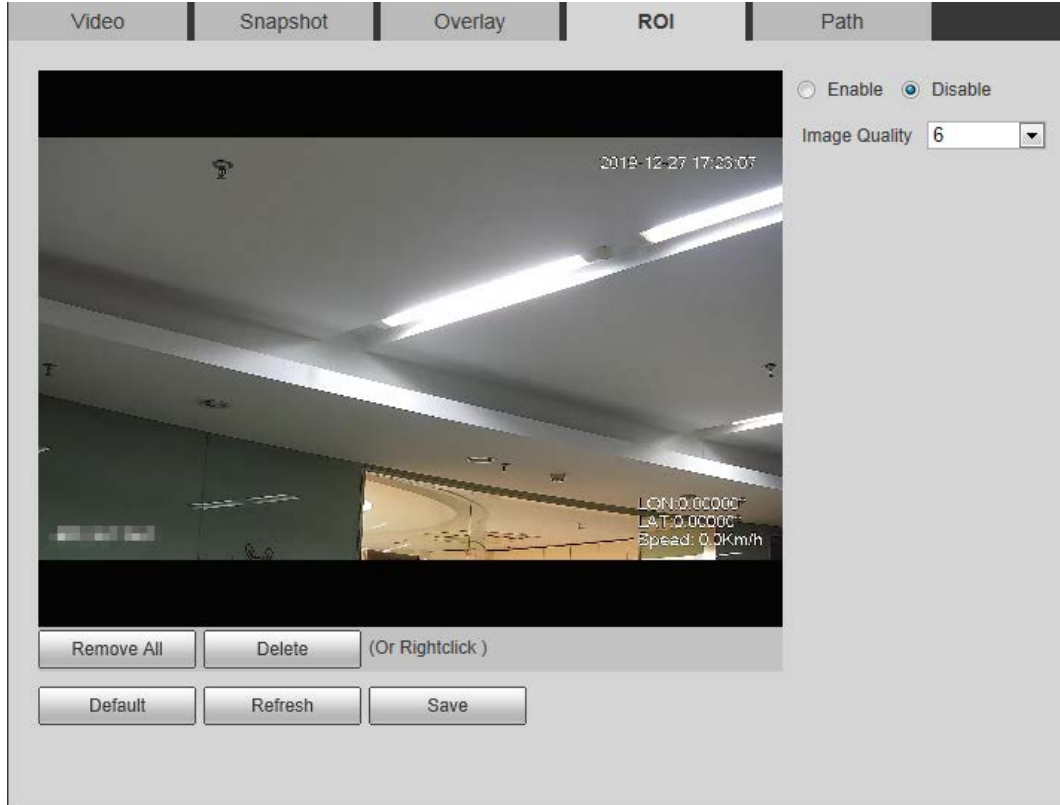 Video Snapshot Overlay ROI Path
Enable Disable
Image Quality 6
2019-12-27 17:23:07
LON:0.00000°
LAT:0.00000°
Speed: 0.0Km/h
Remove All Delete (Or Rightclick )
Default Refresh Save